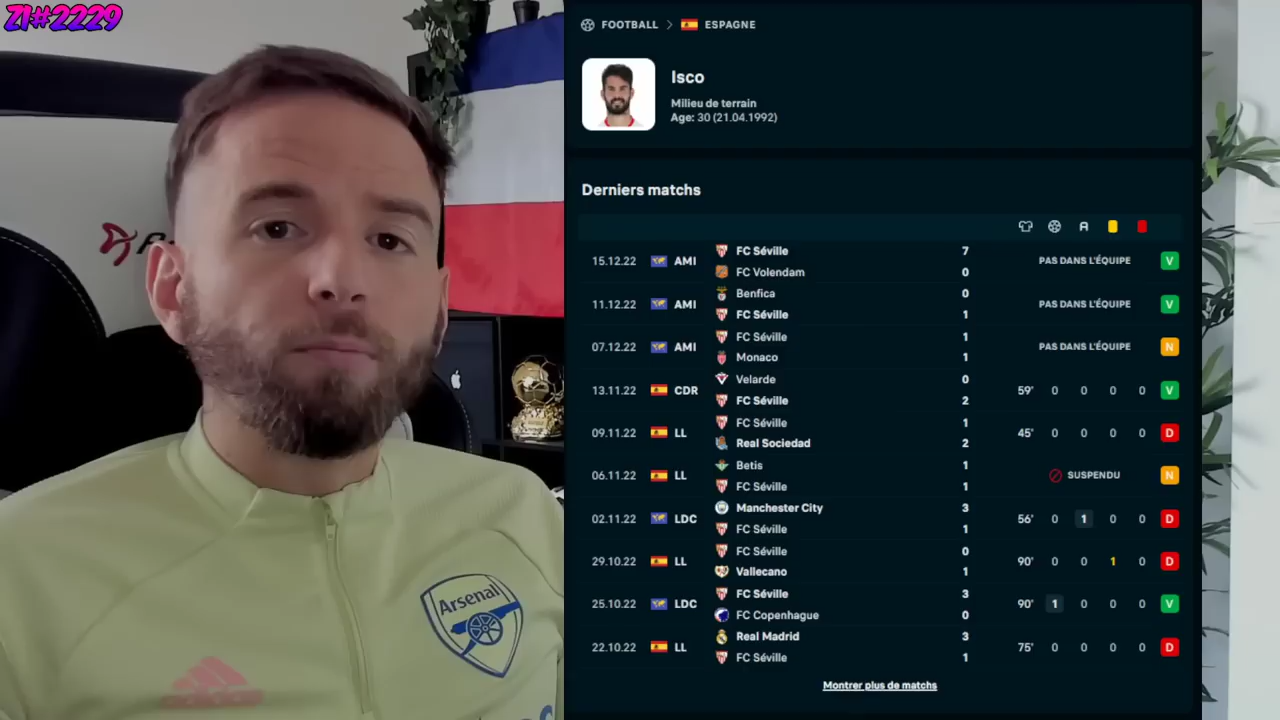 ZI#2229
FOOTBALL > ESPAGNE
Isco
Milieu de terrain
Age: 30 (21.04.1992)
Derniers matchs
A
15.12.22 AMI FC Séville 7 PAS DANS L'ÉQUIPE V
FC Volendam 0
11.12.22 AMI Benfica 0 PAS DANS L'ÉQUIPE V
FC Séville 1
07.12.22 AMI FC Séville 1 PAS DANS L'ÉQUIPE N
Monaco 1
13.11.22 CDR Velarde 0 59' 0 0 0 0 V
FC Séville 2
09.11.22 LL FC Séville 1 45' 0 0 0 0 D
Real Sociedad 2
06.11.22 LL Betis 1 SUSPENDU N
FC Séville 1
02.11.22 LDC Manchester City 3 56' 0 1 0 0 D
FC Séville 1
29.10.22 LL FC Séville 0 90' 0 0 1 0 D
Vallecano 1
25.10.22 LDC FC Séville 3 90' 1 0 0 0 V
FC Copenhague 0
22.10.22 LL Real Madrid 3 75' 0 0 0 0 D
FC Séville 1
Montrer plus de matchs
Arsenal